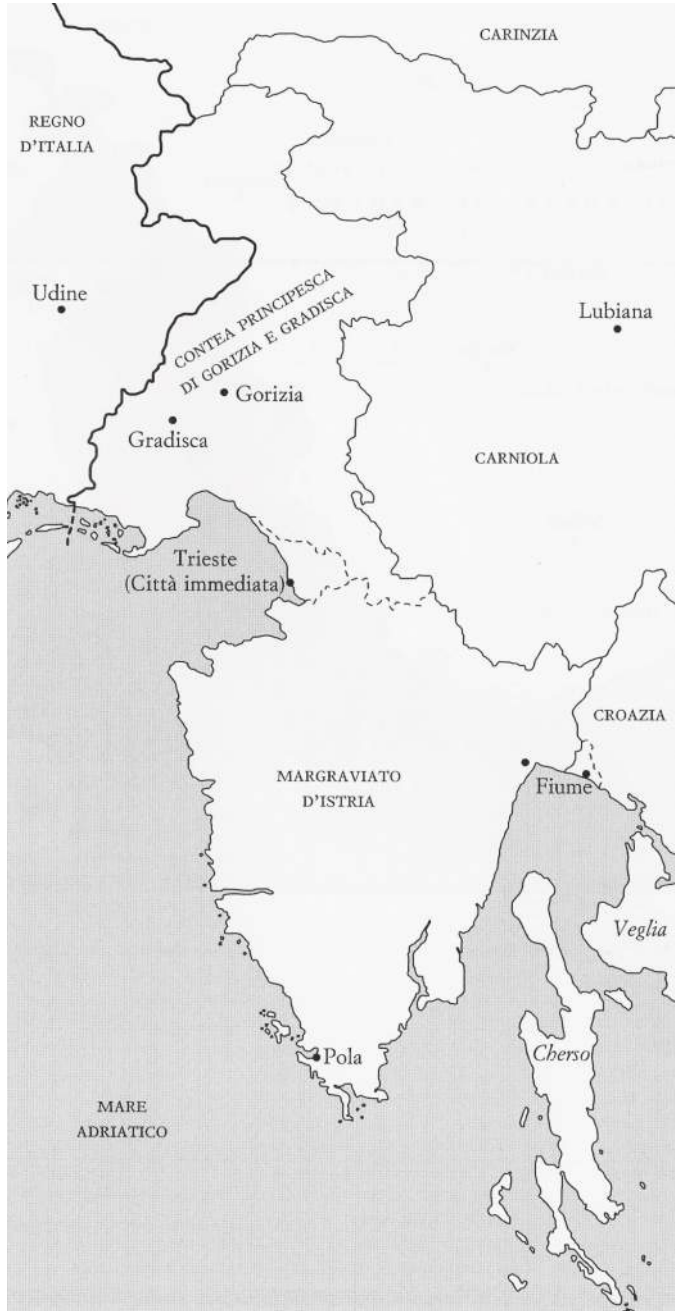 CARINZIA
REGNO
D'ITALIA
Udine
Lubiana
CONTEA PRINCIPESCA
DI GORIZIA E GRADISCA
Gorizia
Gradisca
CARNIOLA
Trieste
(Città immediata)
CROAZIA
MARGRAVIATO
D'ISTRIA
Fiume
Veglia
Cherso
Pola
MARE
ADRIATICO